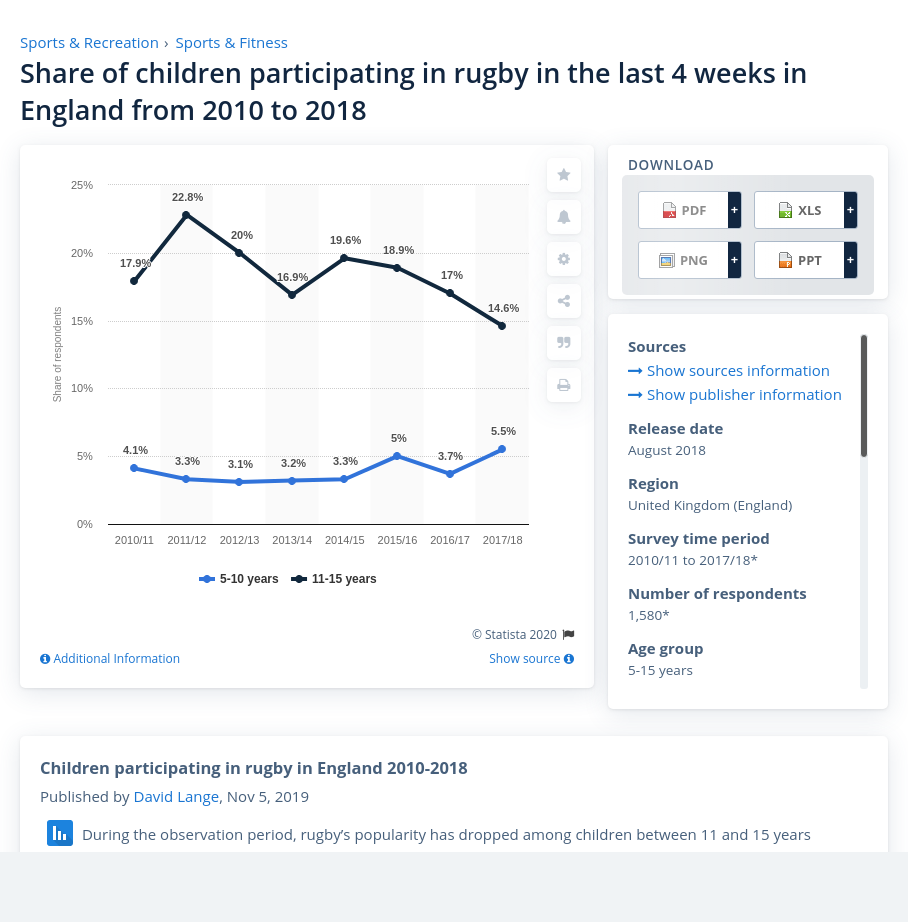 Sports & Recreation › Sports & Fitness
Share of children participating in rugby in the last 4 weeks in
England from 2010 to 2018
25%
20%
15%
10%
5%
0%
Share of respondents
17.9%
22.8%
20%
16.9%
19.6%
18.9%
17%
14.6%
4.1%
3.3%
3.1%
3.2%
3.3%
5%
3.7%
5.5%
2010/11 2011/12 2012/13 2013/14 2014/15 2015/16 2016/17 2017/18
5-10 years 11-15 years
© Statista 2020
Additional Information Show source
DOWNLOAD
PDF + XLS +
PNG + PPT +
Sources
Show sources information
Show publisher information
Release date
August 2018
Region
United Kingdom (England)
Survey time period
2010/11 to 2017/18*
Number of respondents
1,580*
Age group
5-15 years
Children participating in rugby in England 2010-2018
Published by David Lange, Nov 5, 2019
During the observation period, rugby’s popularity has dropped among children between 11 and 15 years